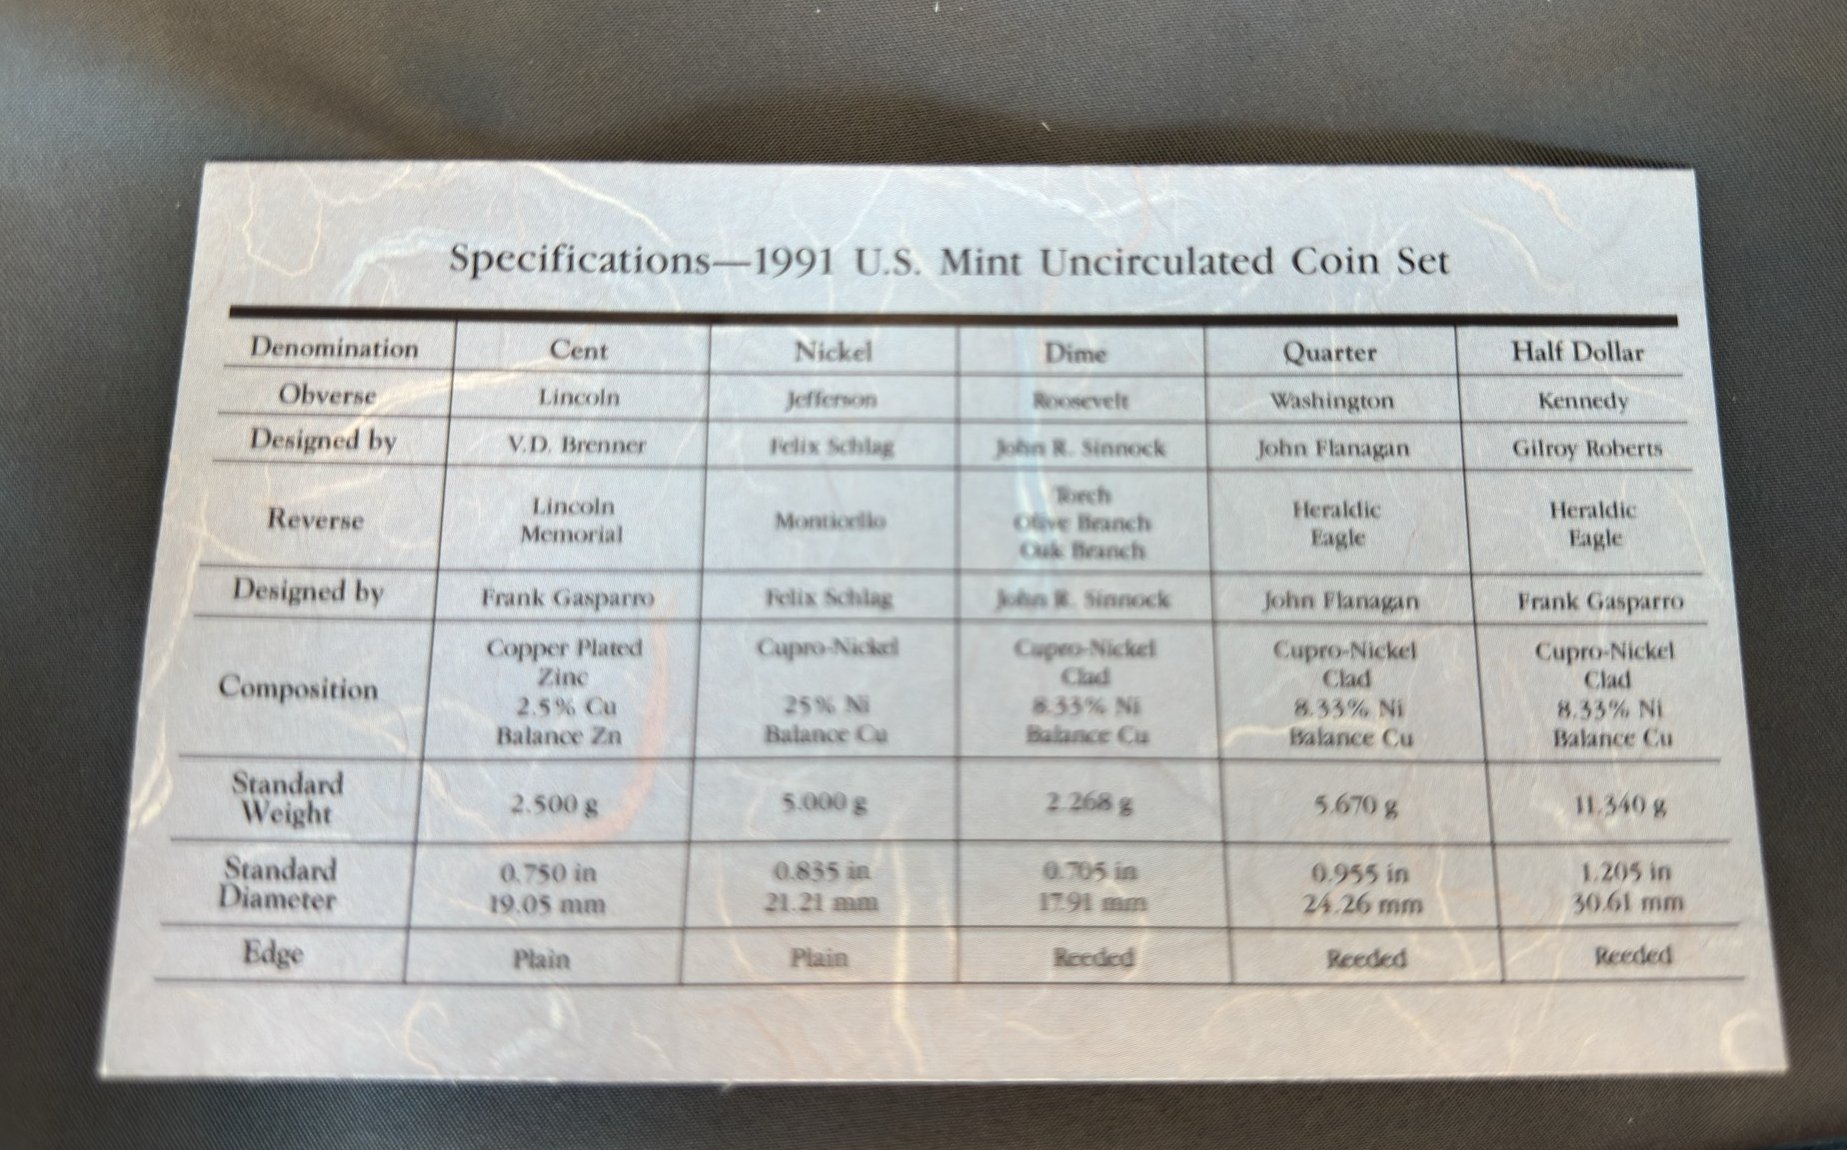 Specifications—1991 U.S. Mint Uncirculated Coin Set
Denomination Cent Nickel Dime Quarter Half Dollar
Obverse Lincoln Jefferson Roosevelt Washington Kennedy
Designed by V.D. Brenner Felix Schlag John R. Sinnock John Flanagan Gilroy Roberts
Reverse Lincoln Memorial Monticello Torch Olive Branch Oak Branch Heraldic Eagle Heraldic Eagle
Designed by Frank Gasparro Felix Schlag John R. Sinnock John Flanagan Frank Gasparro
Composition Copper Plated Zinc 2.5% Cu Balance Zn Cupro-Nickel 25% Ni Balance Cu Cupro-Nickel Clad 8.33% Ni Balance Cu Cupro-Nickel Clad 8.33% Ni Balance Cu Cupro-Nickel Clad 8.33% Ni Balance Cu
Standard Weight 2.500 g 5.000 g 2.268 g 5.670 g 11.340 g
Standard Diameter 0.750 in 19.05 mm 0.835 in 21.21 mm 0.705 in 17.91 mm 0.955 in 24.26 mm 1.205 in 30.61 mm
Edge Plain Plain Reeded Reeded Reeded